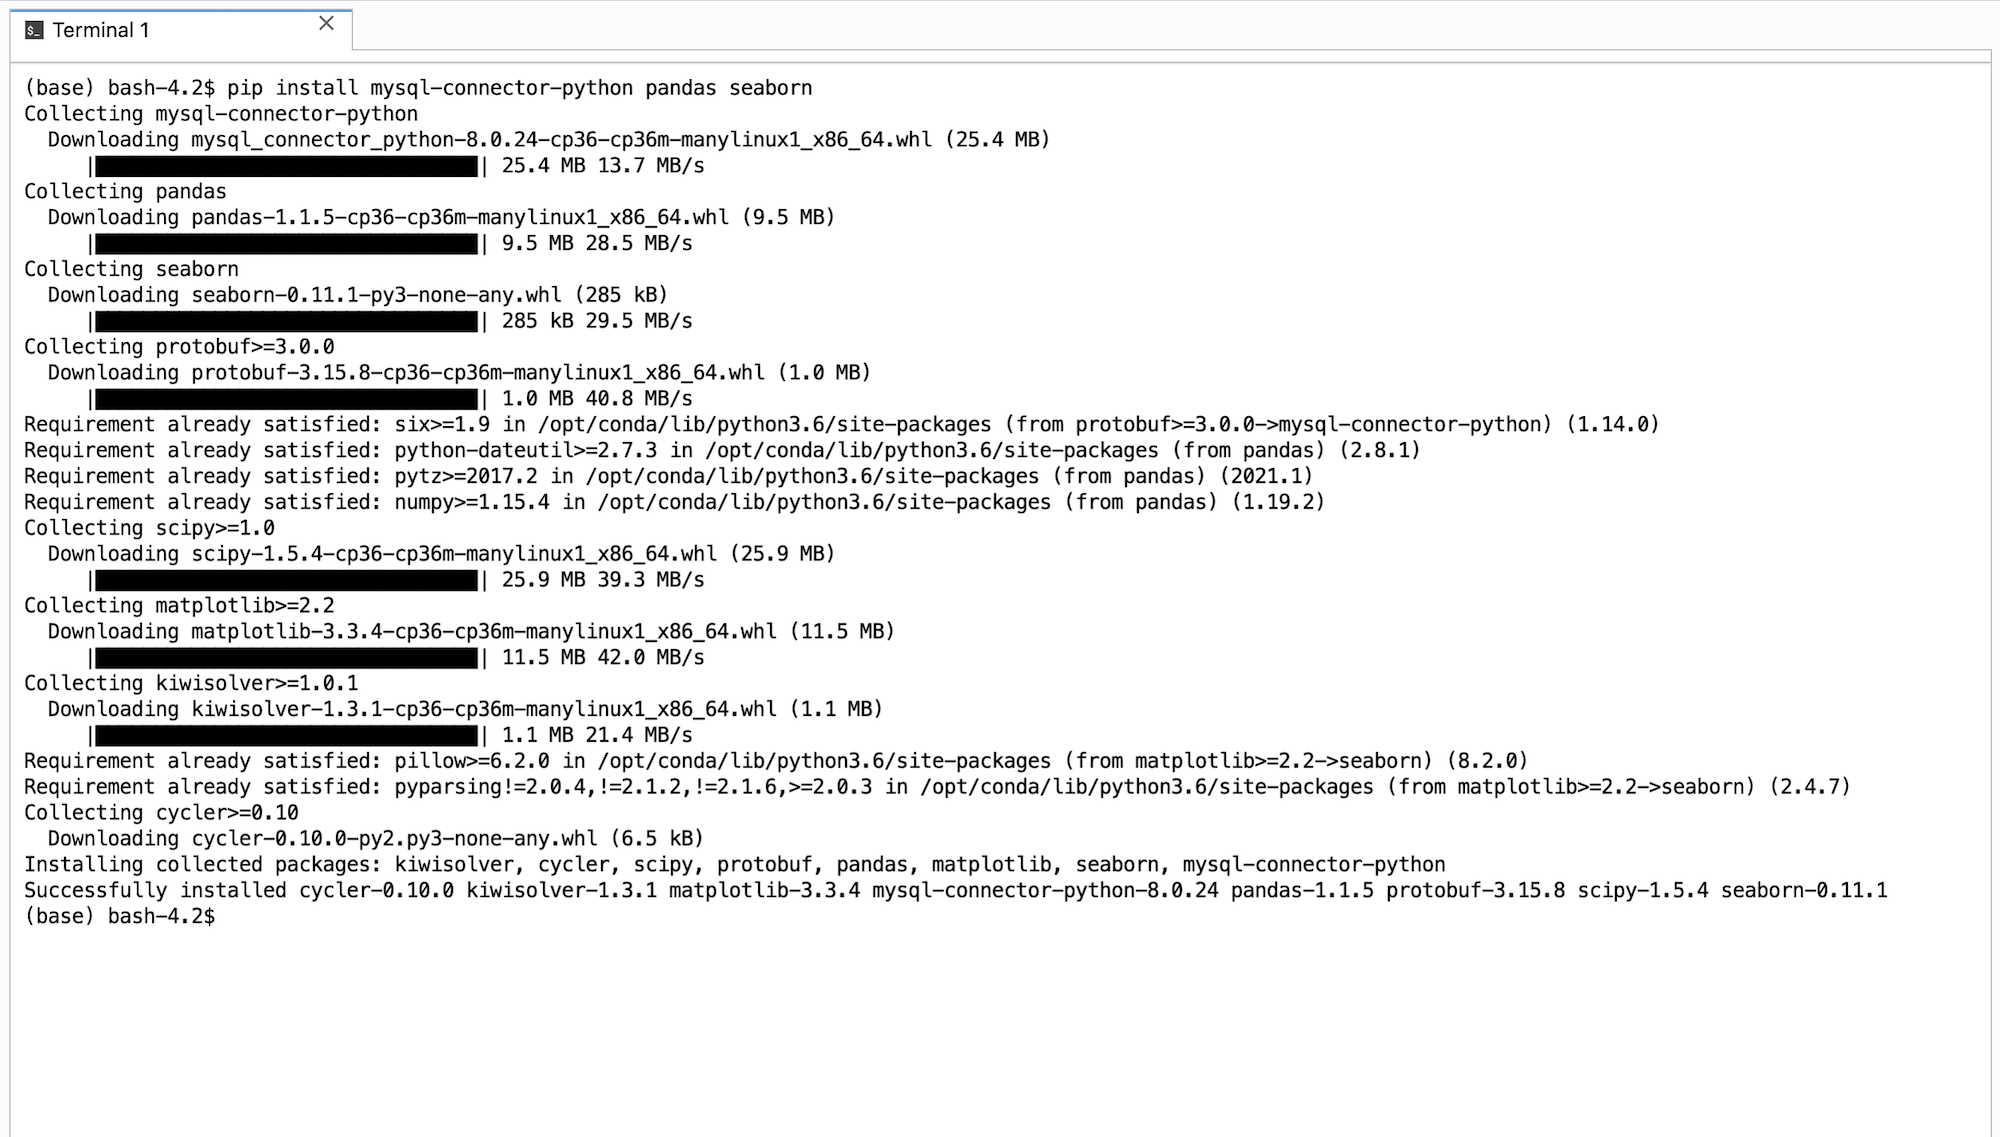 Terminal 1
(base) bash-4.2$ pip install mysql-connector-python pandas seaborn
Collecting mysql-connector-python
  Downloading mysql_connector_python-8.0.24-cp36-cp36m-manylinux1_x86_64.whl (25.4 MB)
     |████████████████████████████████| 25.4 MB 13.7 MB/s
Collecting pandas
  Downloading pandas-1.1.5-cp36-cp36m-manylinux1_x86_64.whl (9.5 MB)
     |████████████████████████████████| 9.5 MB 28.5 MB/s
Collecting seaborn
  Downloading seaborn-0.11.1-py3-none-any.whl (285 kB)
     |████████████████████████████████| 285 kB 29.5 MB/s
Collecting protobuf>=3.0.0
  Downloading protobuf-3.15.8-cp36-cp36m-manylinux1_x86_64.whl (1.0 MB)
     |████████████████████████████████| 1.0 MB 40.8 MB/s
Requirement already satisfied: six>=1.9 in /opt/conda/lib/python3.6/site-packages (from protobuf>=3.0.0->mysql-connector-python) (1.14.0)
Requirement already satisfied: python-dateutil>=2.7.3 in /opt/conda/lib/python3.6/site-packages (from pandas) (2.8.1)
Requirement already satisfied: pytz>=2017.2 in /opt/conda/lib/python3.6/site-packages (from pandas) (2021.1)
Requirement already satisfied: numpy>=1.15.4 in /opt/conda/lib/python3.6/site-packages (from pandas) (1.19.2)
Collecting scipy>=1.0
  Downloading scipy-1.5.4-cp36-cp36m-manylinux1_x86_64.whl (25.9 MB)
     |████████████████████████████████| 25.9 MB 39.3 MB/s
Collecting matplotlib>=2.2
  Downloading matplotlib-3.3.4-cp36-cp36m-manylinux1_x86_64.whl (11.5 MB)
     |████████████████████████████████| 11.5 MB 42.0 MB/s
Collecting kiwisolver>=1.0.1
  Downloading kiwisolver-1.3.1-cp36-cp36m-manylinux1_x86_64.whl (1.1 MB)
     |████████████████████████████████| 1.1 MB 21.4 MB/s
Requirement already satisfied: pillow>=6.2.0 in /opt/conda/lib/python3.6/site-packages (from matplotlib>=2.2->seaborn) (8.2.0)
Requirement already satisfied: pyparsing!=2.0.4,!=2.1.2,!=2.1.6,>=2.0.3 in /opt/conda/lib/python3.6/site-packages (from matplotlib>=2.2->seaborn) (2.4.7)
Collecting cycler>=0.10
  Downloading cycler-0.10.0-py2.py3-none-any.whl (6.5 kB)
Installing collected packages: kiwisolver, cycler, scipy, protobuf, pandas, matplotlib, seaborn, mysql-connector-python
Successfully installed cycler-0.10.0 kiwisolver-1.3.1 matplotlib-3.3.4 mysql-connector-python-8.0.24 pandas-1.1.5 protobuf-3.15.8 scipy-1.5.4 seaborn-0.11.1
(base) bash-4.2$